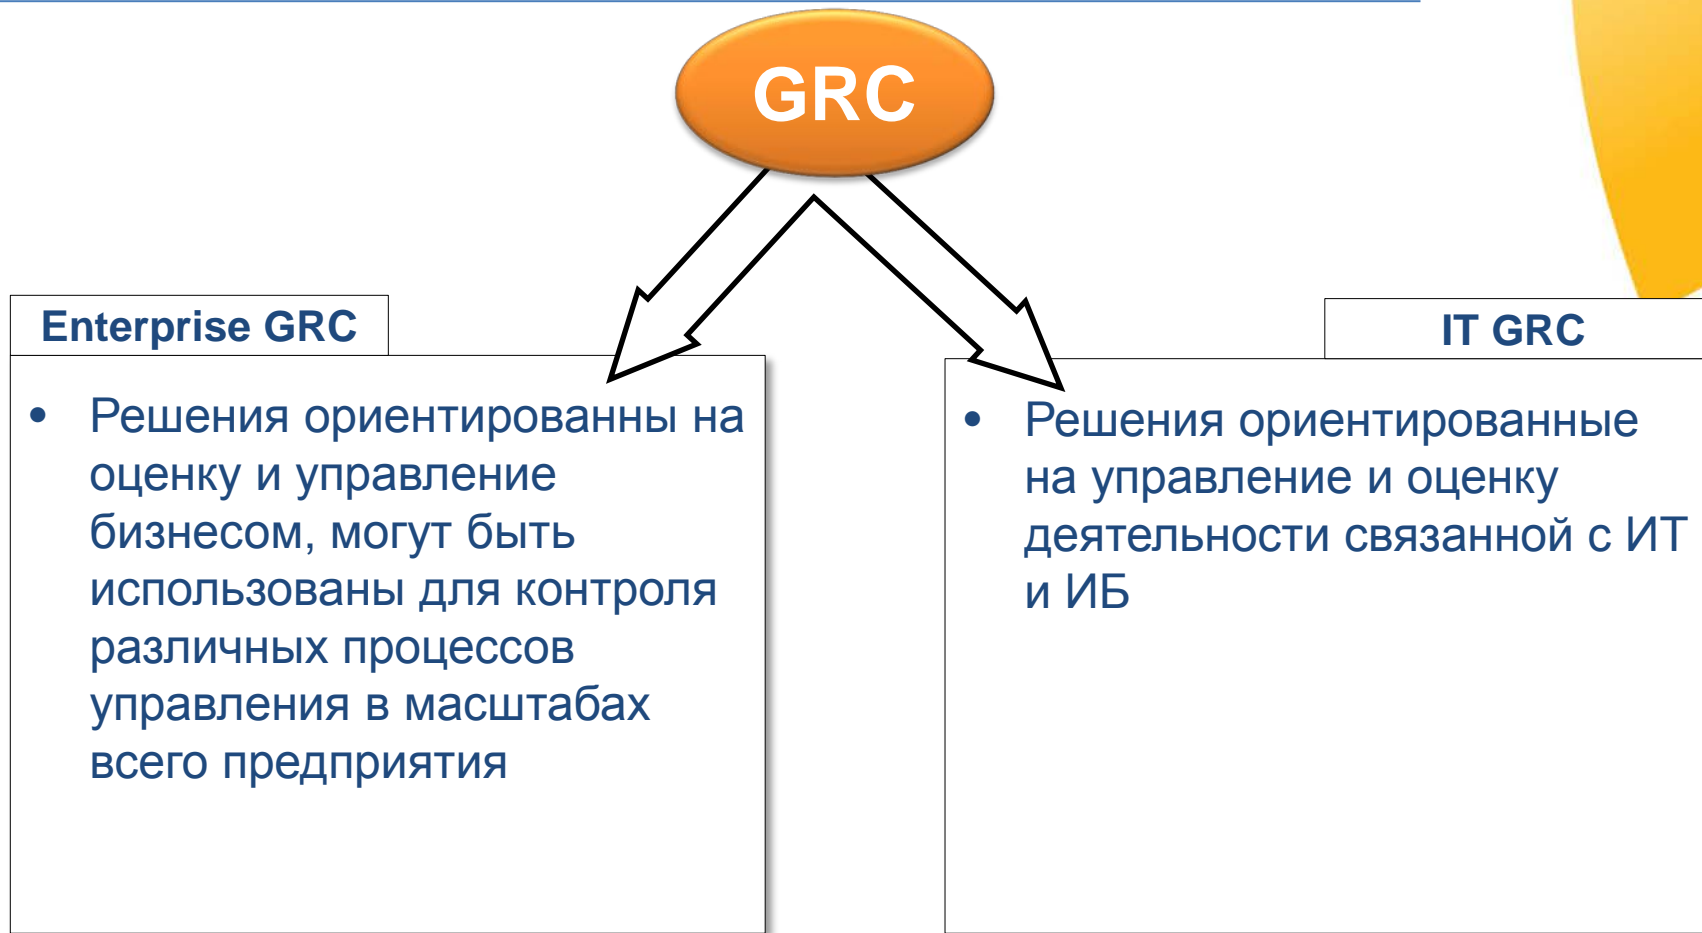 GRC
Enterprise GRC
• Решения ориентированны на
оценку и управление
бизнесом, могут быть
использованы для контроля
различных процессов
управления в масштабах
всего предприятия
IT GRC
• Решения ориентированные
на управление и оценку
деятельности связанной с ИТ
и ИБ